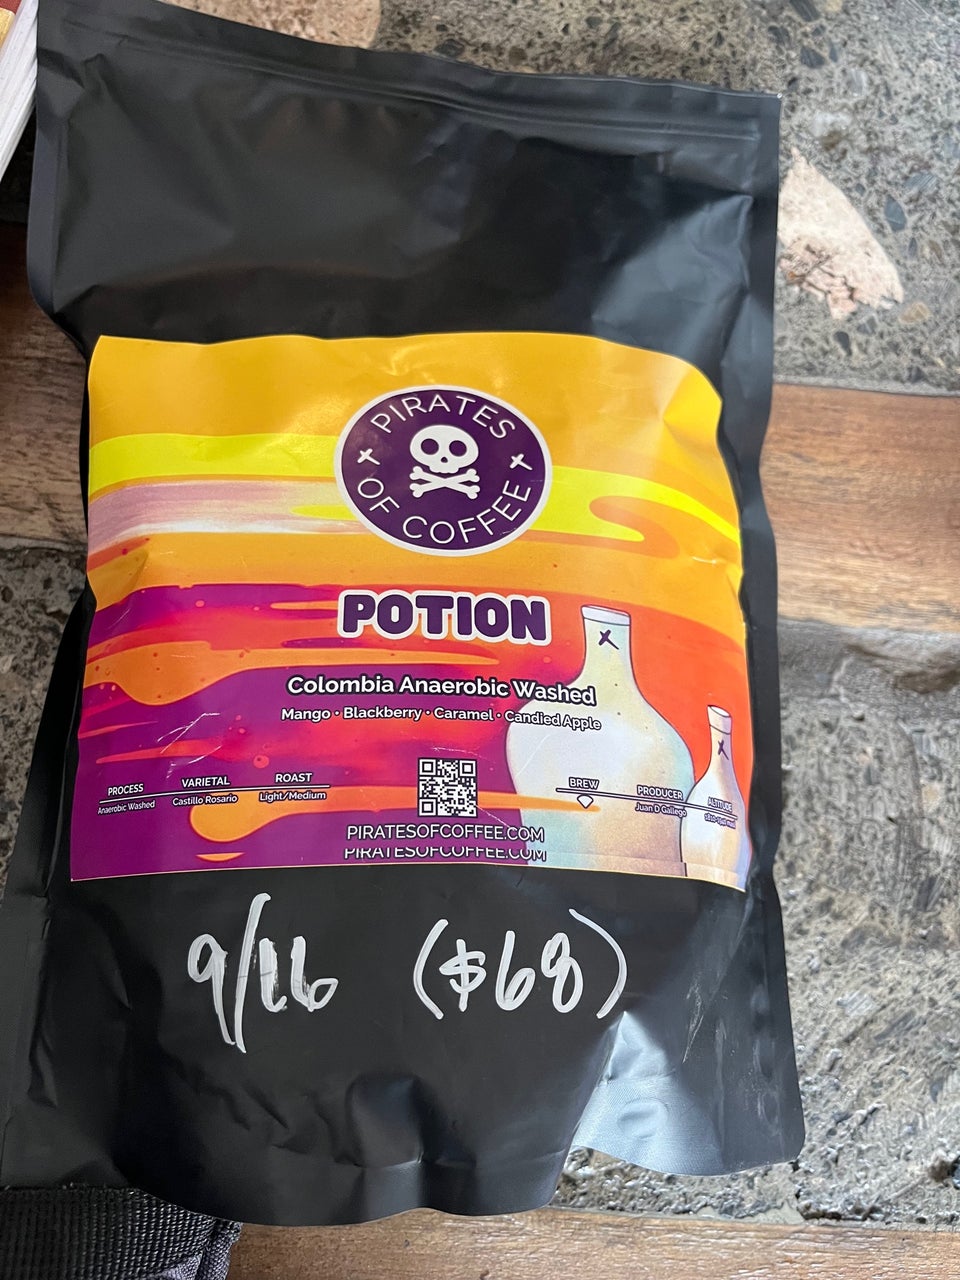 PIRATES
OF COFFEE
POTION
Colombia Anaerobic Washed
Mango • Blackberry • Caramel • Candied Apple
PROCESS
Anaerobic Washed
VARIETAL
Castillo Rosario
ROAST
Light/Medium
BREW
PRODUCER
Juan D Gallego
ALTITUDE
PIRATESOFCOFFEE.COM
PIRATESOFCOFFEE.COM
9/16 ($68)